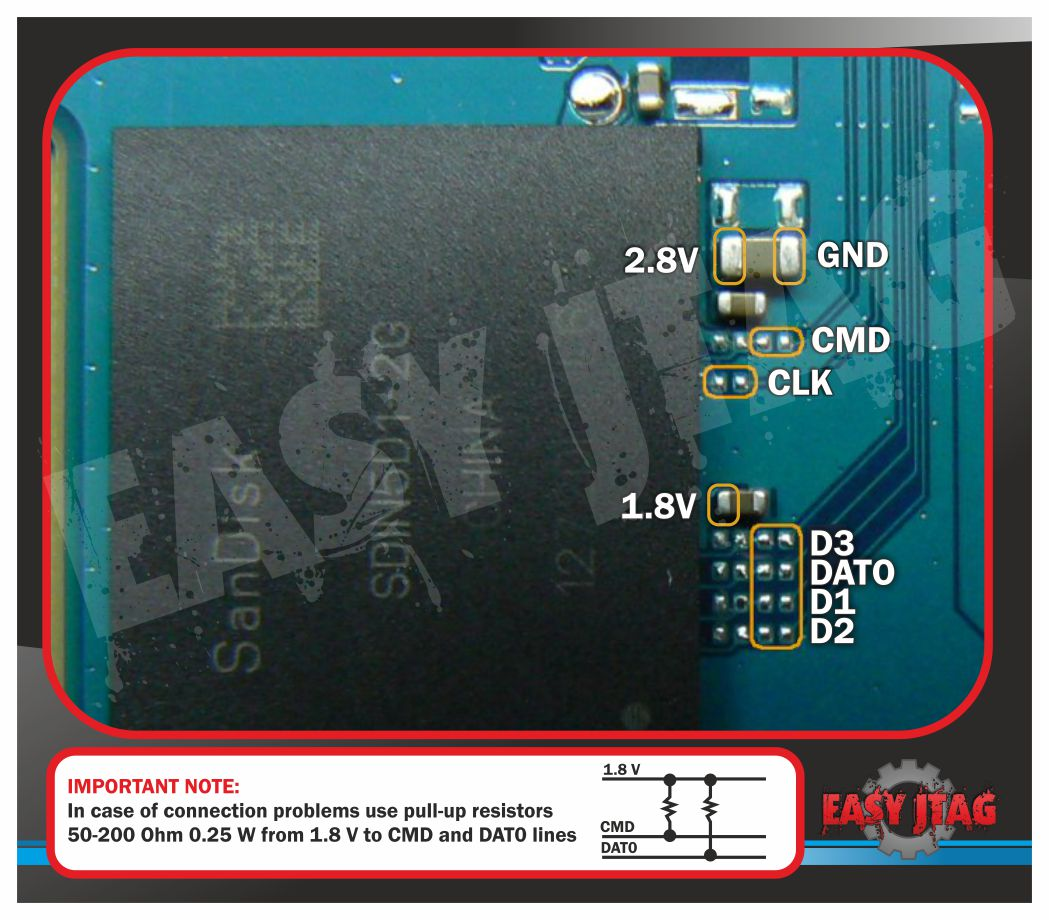 2.8V
GND
CMD
CLK
1.8V
D3
DAT0
D1
D2
SanDisk
CHINA
12
EASY JTAG
IMPORTANT NOTE:
In case of connection problems use pull-up resistors
50-200 Ohm 0.25 W from 1.8 V to CMD and DAT0 lines
1.8 V
CMD
DAT0
EASY JTAG